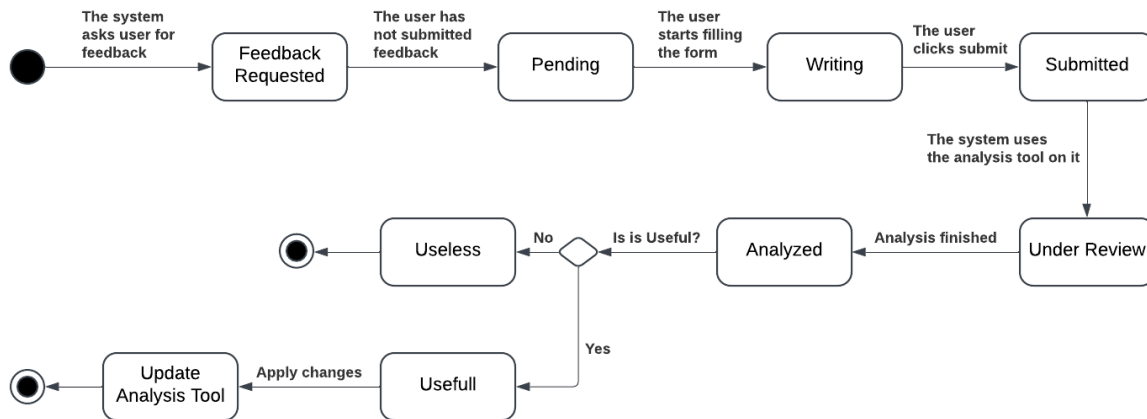 The system
asks user for
feedback
Feedback
Requested
The user has
not submitted
feedback
Pending
The user
starts filling
the form
Writing
The user
clicks submit
Submitted
The system uses
the analysis tool on it
Under Review
Analysis finished
Analyzed
Is is Useful?
No
Useless
Yes
Usefull
Apply changes
Update
Analysis Tool